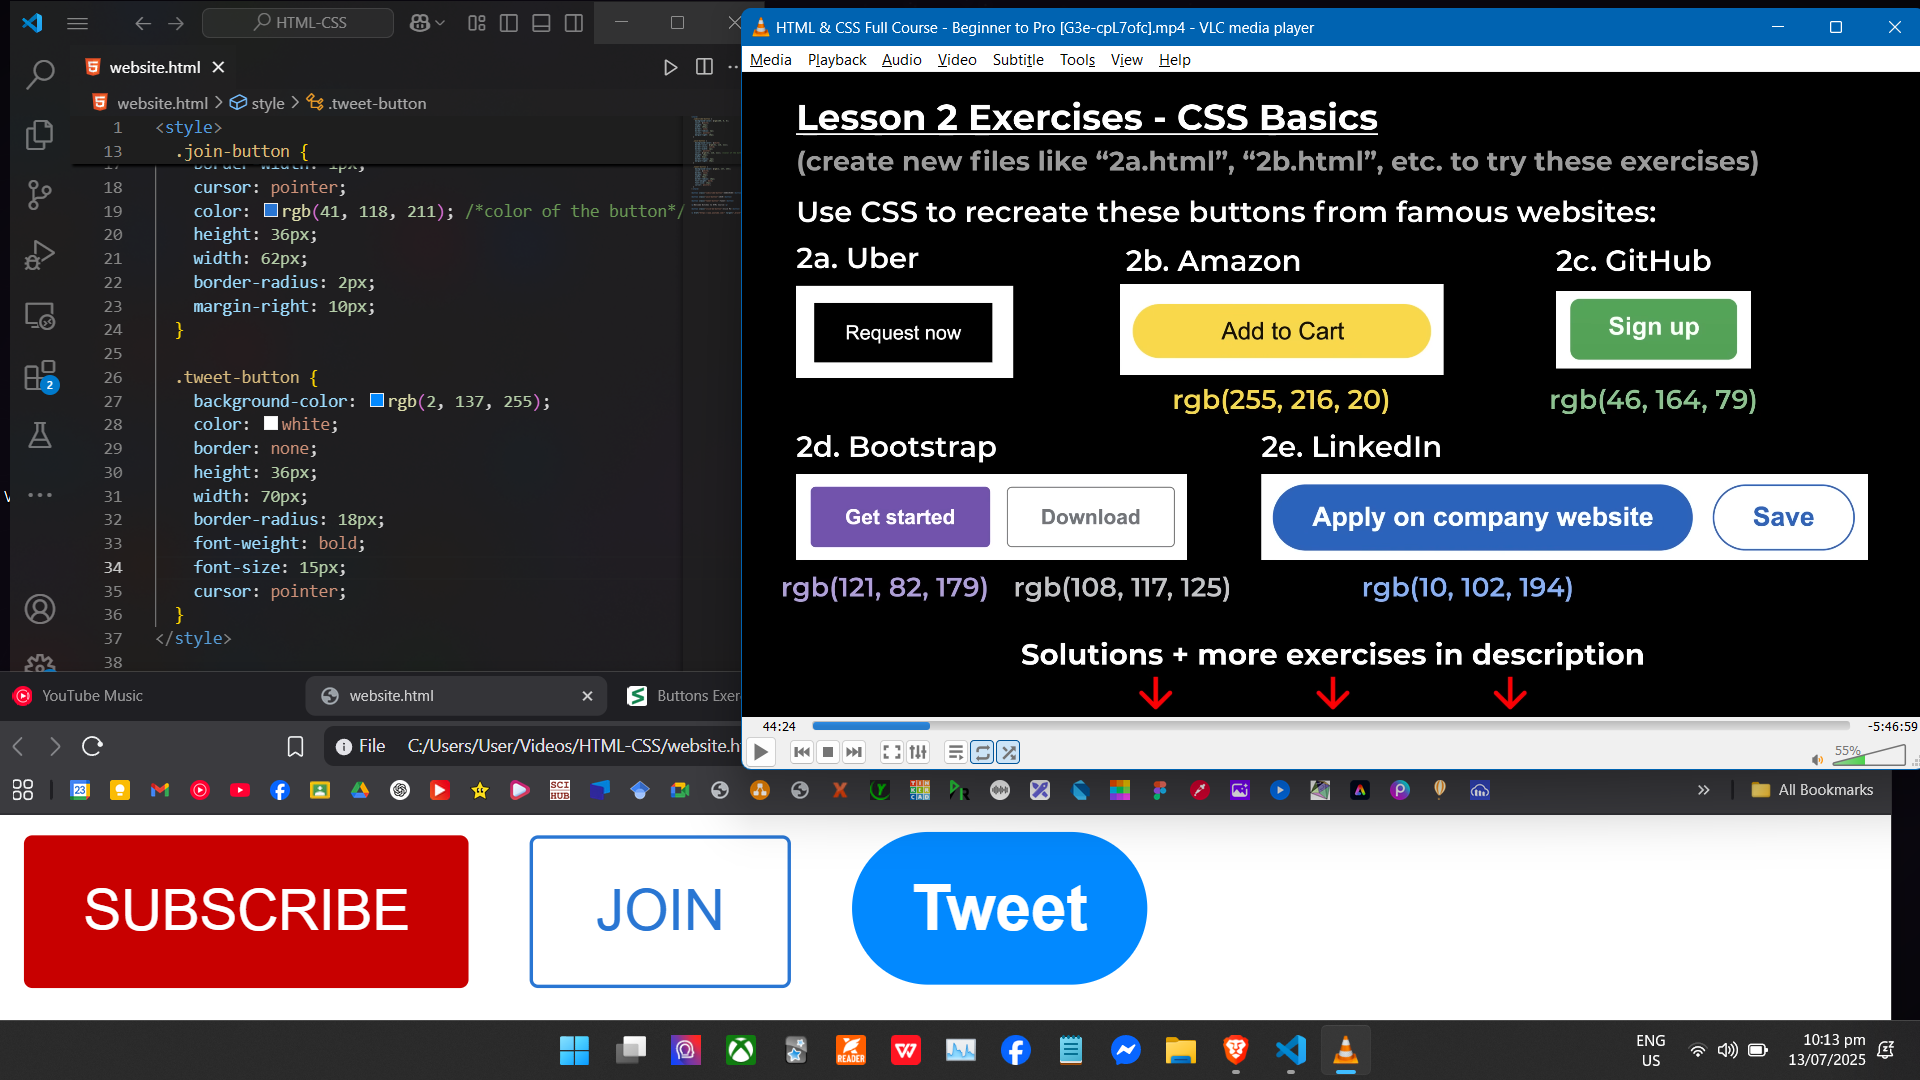 HTML-CSS
website.html
website.html > style > .tweet-button
1 <style>
13 .join-button {
18 cursor: pointer;
19 color: rgb(41, 118, 211); /*color of the button*/
20 height: 36px;
21 width: 62px;
22 border-radius: 2px;
23 margin-right: 10px;
24 }
25
26 .tweet-button {
27 background-color: rgb(2, 137, 255);
28 color: white;
29 border: none;
30 height: 36px;
31 width: 70px;
32 border-radius: 18px;
33 font-weight: bold;
34 font-size: 15px;
35 cursor: pointer;
36 }
37 </style>
38
2
HTML & CSS Full Course - Beginner to Pro [G3e-cpL7ofc].mp4 - VLC media player
Media Playback Audio Video Subtitle Tools View Help
Lesson 2 Exercises - CSS Basics
(create new files like “2a.html”, “2b.html”, etc. to try these exercises)
Use CSS to recreate these buttons from famous websites:
2a. Uber
2b. Amazon
2c. GitHub
Request now
Add to Cart
Sign up
rgb(255, 216, 20)
rgb(46, 164, 79)
2d. Bootstrap
2e. LinkedIn
Get started
Download
Apply on company website
Save
rgb(121, 82, 179)
rgb(108, 117, 125)
rgb(10, 102, 194)
Solutions + more exercises in description
44:24
-5:46:59
55%
YouTube Music
website.html
Buttons Exer
File C:/Users/User/Videos/HTML-CSS/website.h
23
SCI
HUB
All Bookmarks
SUBSCRIBE
JOIN
Tweet
READER
ENG
US
10:13 pm
13/07/2025